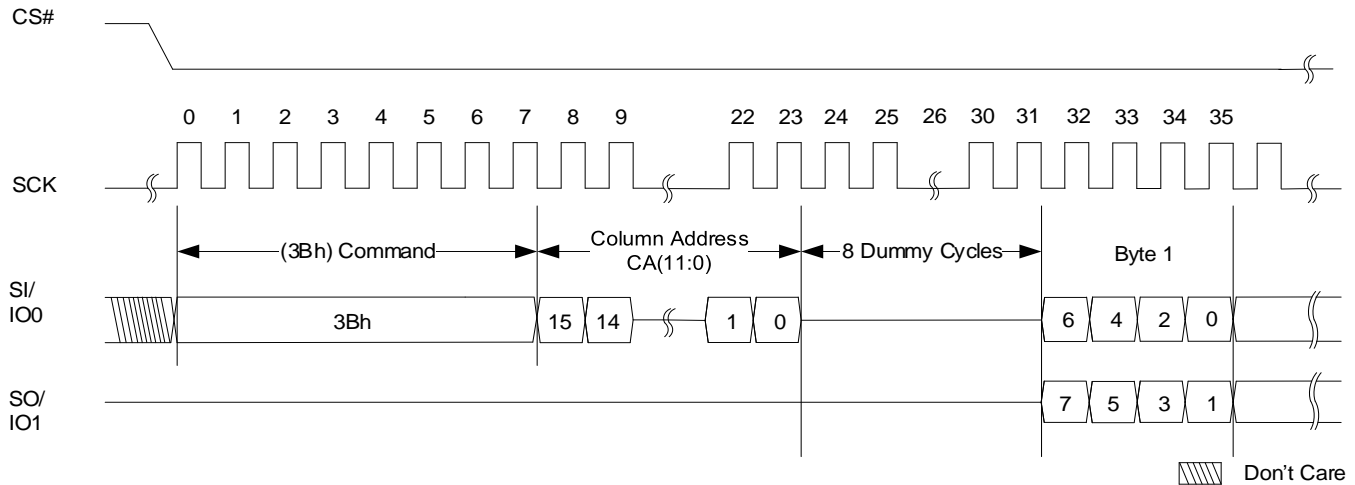 CS#
0 1 2 3 4 5 6 7 8 9 22 23 24 25 26 30 31 32 33 34 35
SCK
(3Bh) Command
Column Address
CA(11:0)
8 Dummy Cycles
Byte 1
SI/
IO0
3Bh 15 14 1 0 6 4 2 0
SO/
IO1
7 5 3 1
Don't Care